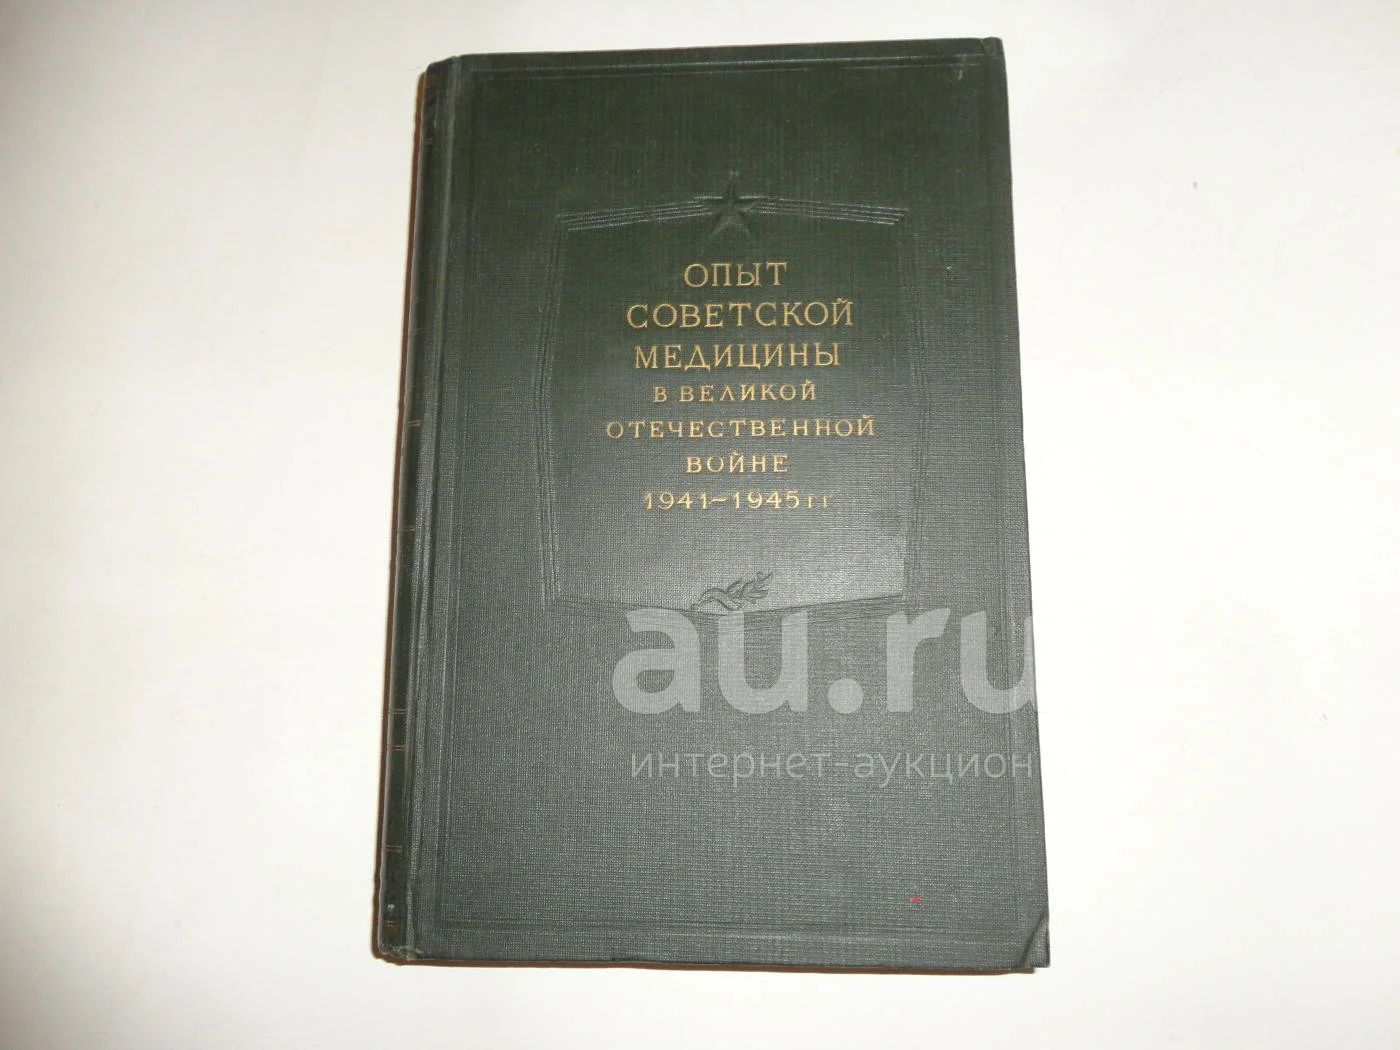 ОПЫТ
СОВЕТСКОЙ
МЕДИЦИНЫ
В ВЕЛИКОЙ
ОТЕЧЕСТВЕННОЙ
ВОЙНЕ
1941–1945 гг
au.ru
интернет-аукцион